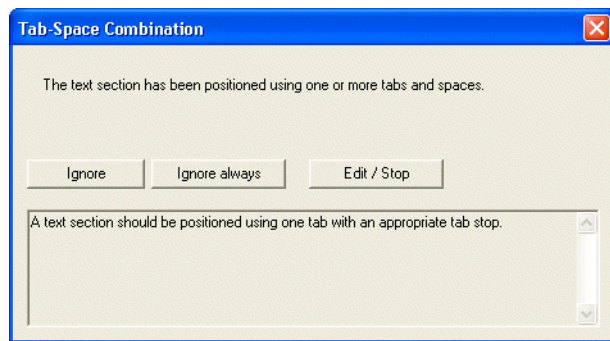 Tab-Space Combination
The text section has been positioned using one or more tabs and spaces.
Ignore
Ignore always
Edit / Stop
A text section should be positioned using one tab with an appropriate tab stop.